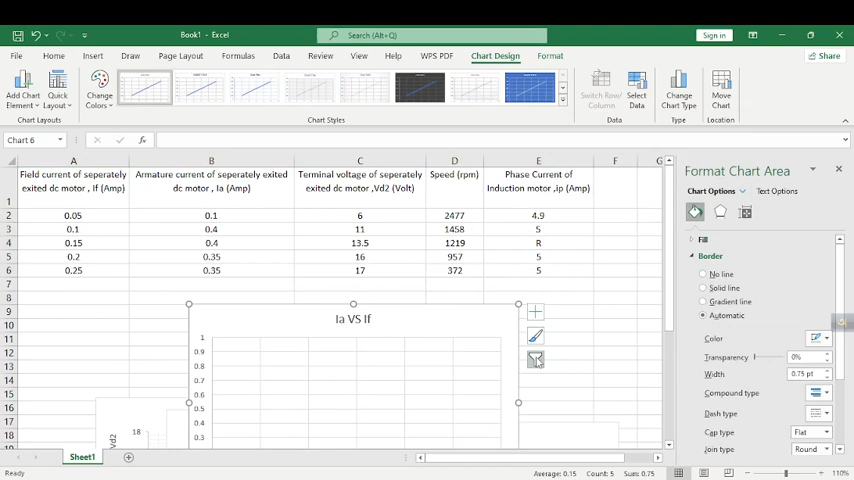 Book1 - Excel
Search (Alt+Q)
Sign in
File Home Insert Draw Page Layout Formulas Data Review View Help WPS PDF Chart Design Format
Share
Add Chart Element
Quick Layout
Change Colors
Switch Row/ Column
Select Data
Change Chart Type
Move Chart
Chart Layouts
Chart Styles
Data
Type
Location
Chart 6
fx
A B C D E F G
Field current of seperately exited dc motor , If (Amp)
Armature current of seperately exited dc motor , Ia (Amp)
Terminal voltage of seperately exited dc motor ,Vd2 (Volt)
Speed (rpm)
Phase Current of Induction motor ,ip (Amp)
1
2 0.05 0.1 6 2477 4.9
3 0.1 0.4 11 1458 5
4 0.15 0.4 13.5 1219 R
5 0.2 0.35 16 957 5
6 0.25 0.35 17 372 5
7
8
9
10
11
12
13
14
15
16
17
18
Ia VS If
1
0.9
0.8
0.7
0.6
0.5
0.4
0.3
18
Vd2
Format Chart Area
Chart Options
Text Options
Fill
Border
No line
Solid line
Gradient line
Automatic
Color
Transparency 0%
Width 0.75 pt
Compound type
Dash type
Cap type Flat
Join type Round
Sheet1
Ready
Average: 0.15 Count: 5 Sum: 0.75
110%